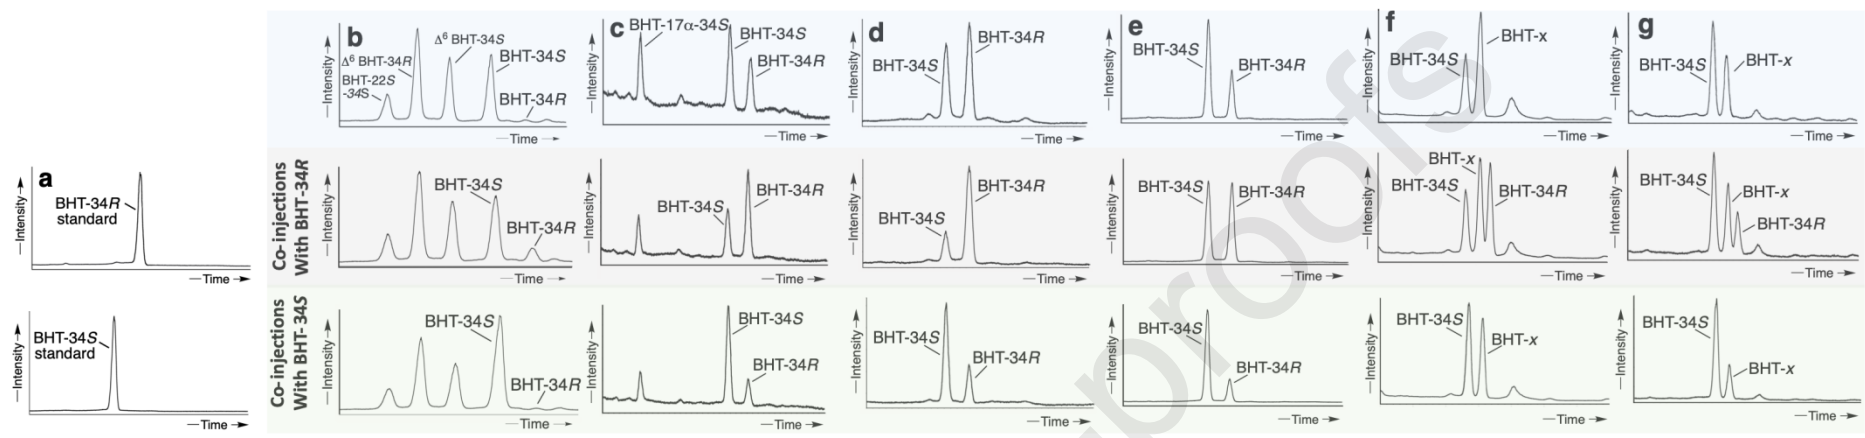 a
BHT-34R
standard
Intensity
Time
BHT-34S
standard
Intensity
Time
b
Δ⁶ BHT-34S
Δ⁶ BHT-34R
BHT-22S
-34S
BHT-34S
BHT-34R
Intensity
Time
c
BHT-17α-34S
BHT-34S
BHT-34R
Intensity
Time
d
BHT-34R
BHT-34S
Intensity
Time
e
BHT-34S
BHT-34R
Intensity
Time
f
BHT-x
BHT-34S
Intensity
Time
g
BHT-34S
BHT-x
Intensity
Time
Co-injections
With BHT-34R
BHT-34S
BHT-34R
Intensity
Time
BHT-34S
BHT-34R
Intensity
Time
BHT-34R
BHT-34S
Intensity
Time
BHT-34S
BHT-34R
Intensity
Time
BHT-x
BHT-34S
BHT-34R
Intensity
Time
BHT-34S
BHT-x
BHT-34R
Intensity
Time
Co-injections
With BHT-34S
BHT-34S
BHT-34R
Intensity
Time
BHT-34S
BHT-34R
Intensity
Time
BHT-34S
BHT-34R
Intensity
Time
BHT-34S
BHT-34R
Intensity
Time
BHT-34S
BHT-x
Intensity
Time
BHT-34S
BHT-x
Intensity
Time
proofs